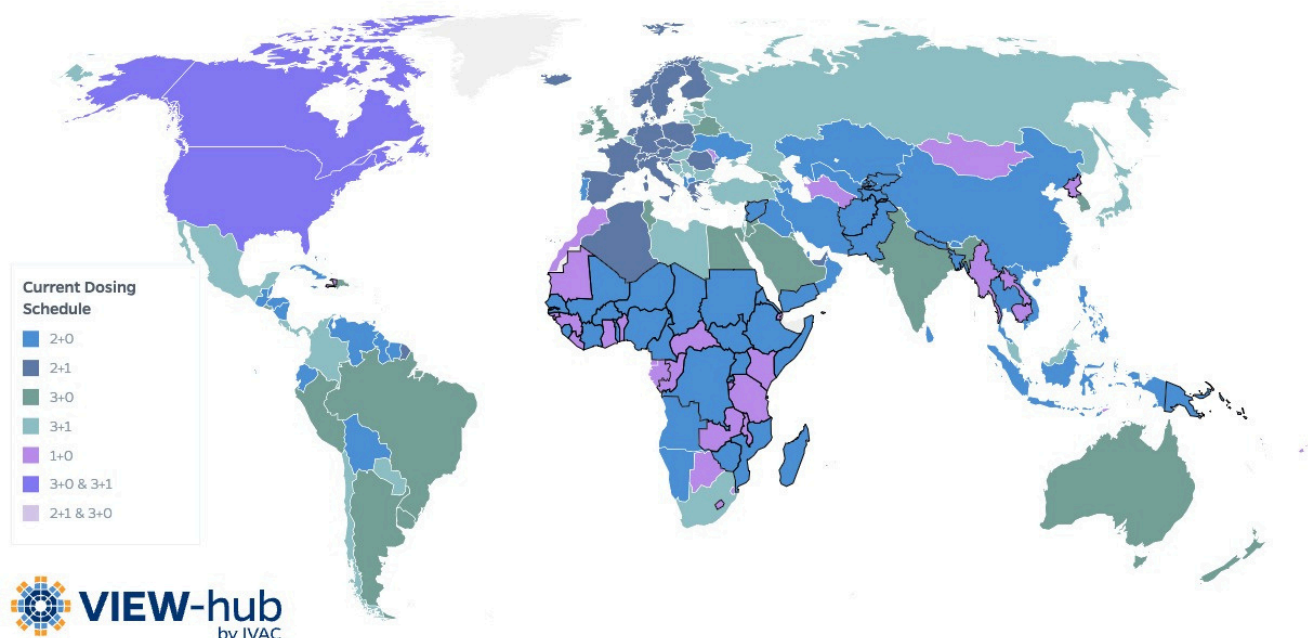 Current Dosing
Schedule
2+0
2+1
3+0
3+1
1+0
3+0 & 3+1
2+1 & 3+0
VIEW-hub
by IVAC